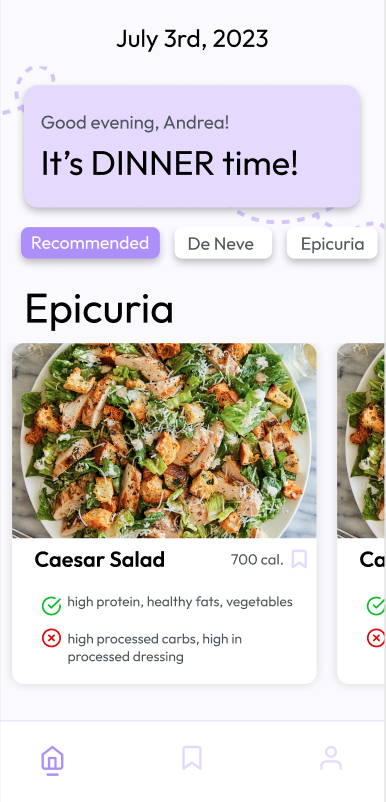 July 3rd, 2023
Good evening, Andrea!
It's DINNER time!
Recommended
De Neve
Epicuria
Epicuria
Caesar Salad
700 cal.
high protein, healthy fats, vegetables
high processed carbs, high in
processed dressing
Ca